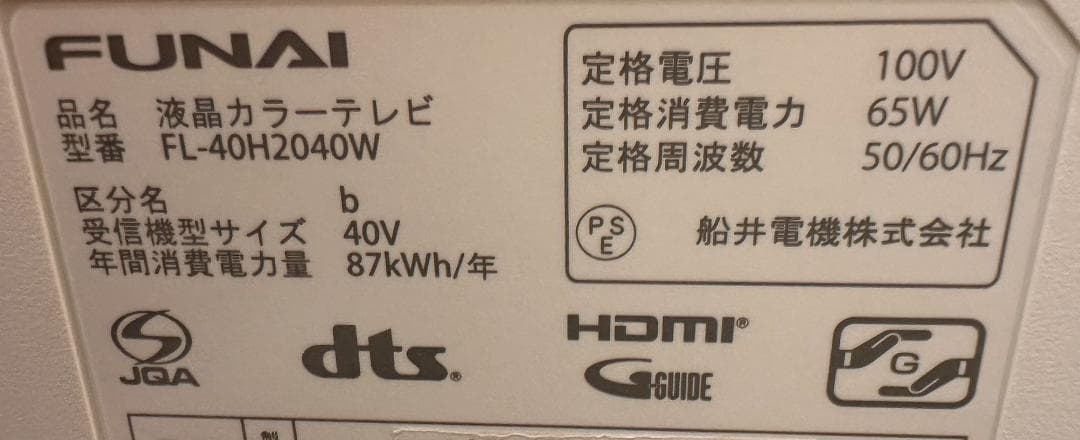 FUNAI
品名 液晶カラーテレビ
型番 FL-40H2040W
区分名 b
受信機型サイズ 40V
年間消費電力量 87kWh/年
定格電圧 100V
定格消費電力 65W
定格周波数 50/60Hz
PSE 船井電機株式会社
JQA
dts®
HDMI®
G-GUIDE
G